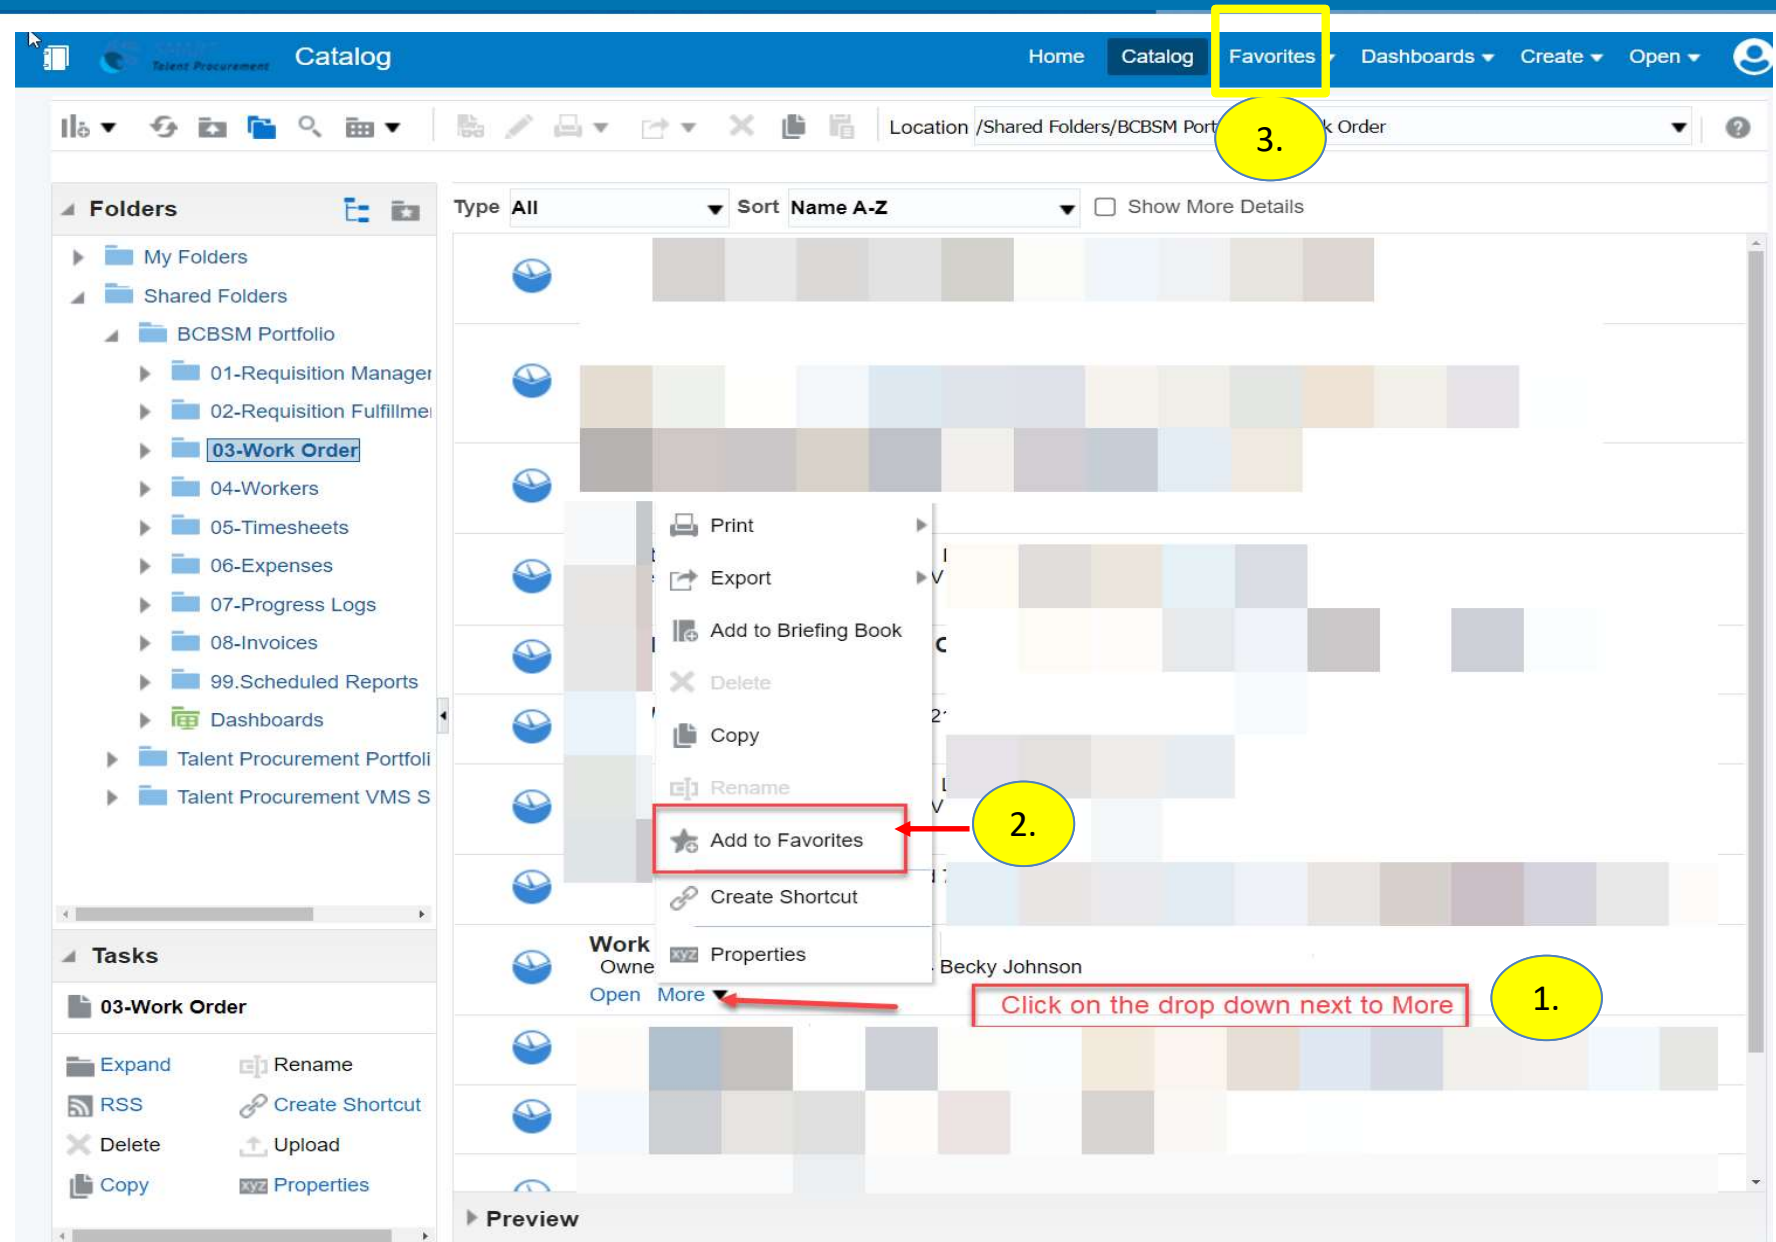 Talent Procurement
Catalog
Home
Catalog
Favorites
Dashboards
Create
Open
Location /Shared Folders/BCBSM Port
k Order
3.
Folders
Type All
Sort Name A-Z
Show More Details
My Folders
Shared Folders
BCBSM Portfolio
01-Requisition Manager
02-Requisition Fulfillmer
03-Work Order
04-Workers
05-Timesheets
06-Expenses
07-Progress Logs
08-Invoices
99.Scheduled Reports
Dashboards
Talent Procurement Portfoli
Talent Procurement VMS S
Print
Export
Add to Briefing Book
Delete
Copy
Rename
Add to Favorites
2.
Create Shortcut
Properties
Work
Owne
Becky Johnson
Open More
Click on the drop down next to More
1.
Tasks
03-Work Order
Expand
Rename
RSS
Create Shortcut
Delete
Upload
Copy
xyz Properties
Preview